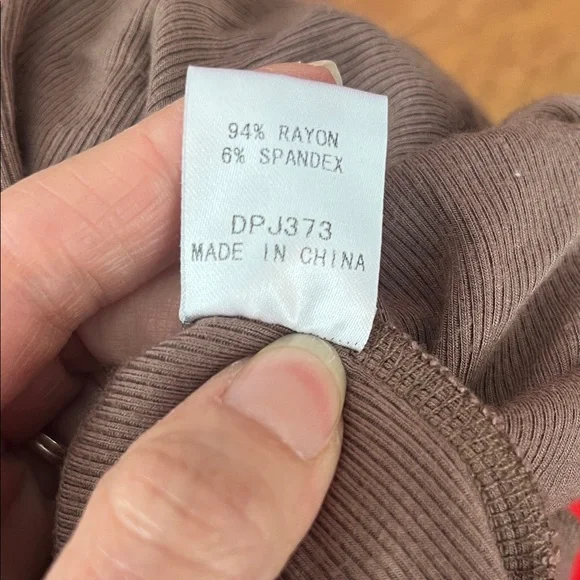 94% RAYON
6% SPANDEX
DPJ373
MADE IN CHINA